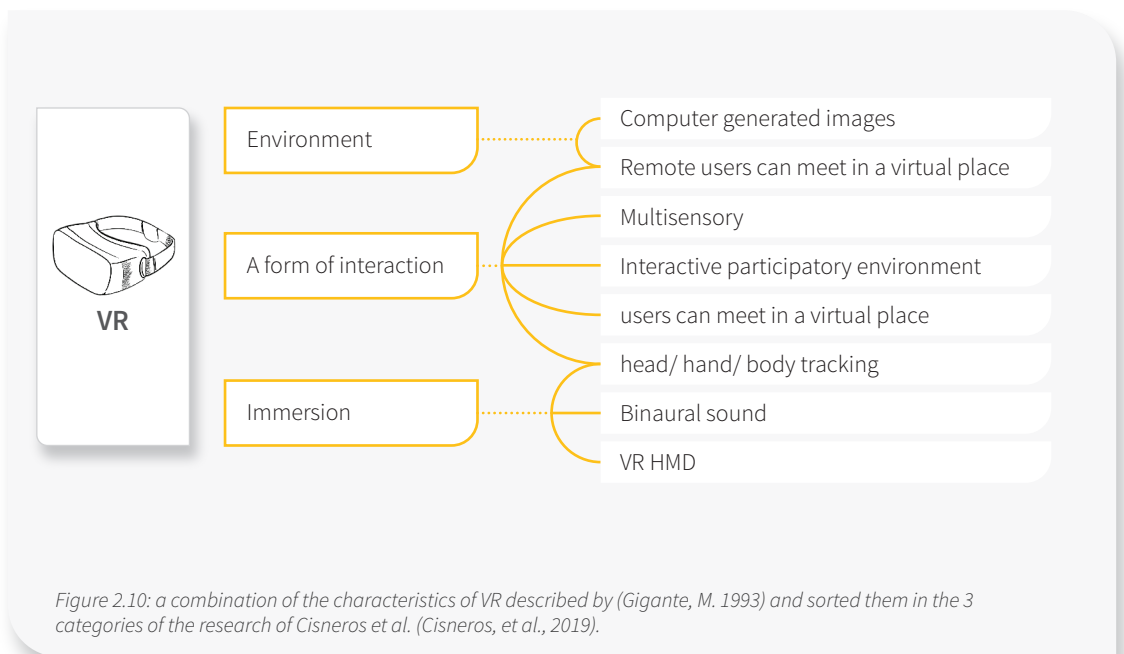 VR
Environment
A form of interaction
Immersion
Computer generated images
Remote users can meet in a virtual place
Multisensory
Interactive participatory environment
users can meet in a virtual place
head/ hand/ body tracking
Binaural sound
VR HMD
Figure 2.10: a combination of the characteristics of VR described by (Gigante, M. 1993) and sorted them in the 3
categories of the research of Cisneros et al. (Cisneros, et al., 2019).